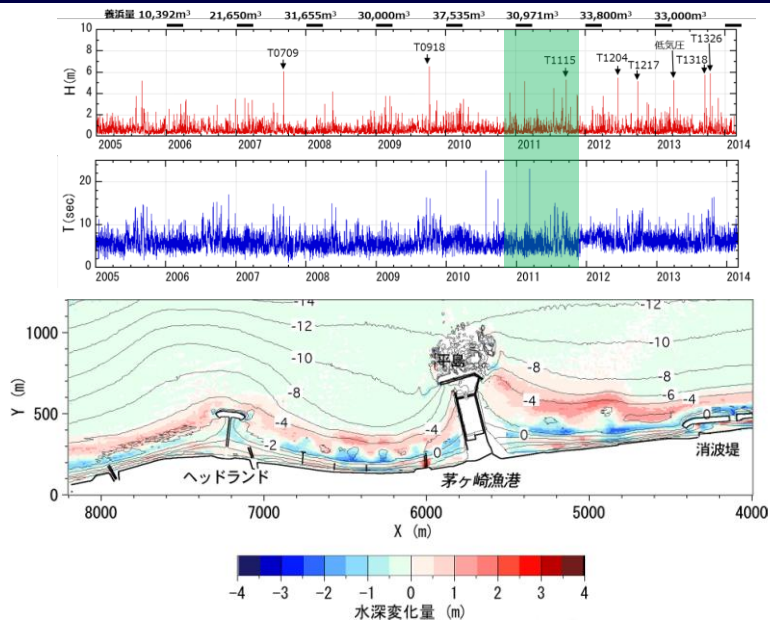 養浜量 10,392m³ 21,650m³ 31,655m³ 30,000m³ 37,535m³ 30,971m³ 33,800m³ 33,000m³
T1326
T0709 T0918 T1115 T1204 T1217 低気圧 T1318
H(m)
10
8
6
4
2
0
2005 2006 2007 2008 2009 2010 2011 2012 2013 2014
T(sec)
20
10
0
2005 2006 2007 2008 2009 2010 2011 2012 2013 2014
Y (m)
1000
500
0
-14
-12 -12
-10 -10
平島
-8 -8 -8
-6
-4 -4 -4 -4
-2 0 0 0
ヘッドランド 茅ヶ崎漁港 消波堤
8000 7000 6000 5000 4000
X (m)
-4 -3 -2 -1 0 1 2 3 4
水深変化量 (m)